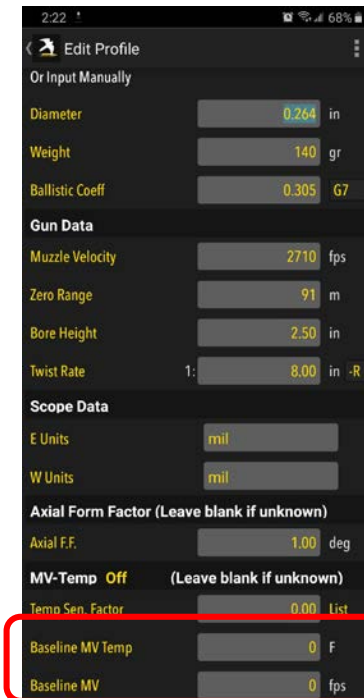 2:22 68%
Edit Profile
Or Input Manually
Diameter 0.264 in
Weight 140 gr
Ballistic Coeff 0.305 G7
Gun Data
Muzzle Velocity 2710 fps
Zero Range 91 m
Bore Height 2.50 in
Twist Rate 1: 8.00 in -R
Scope Data
E Units mil
W Units mil
Axial Form Factor (Leave blank if unknown)
Axial F.F. 1.00 deg
MV-Temp Off (Leave blank if unknown)
Temp Sen. Factor 0.00 List
Baseline MV Temp 0 F
Baseline MV 0 fps